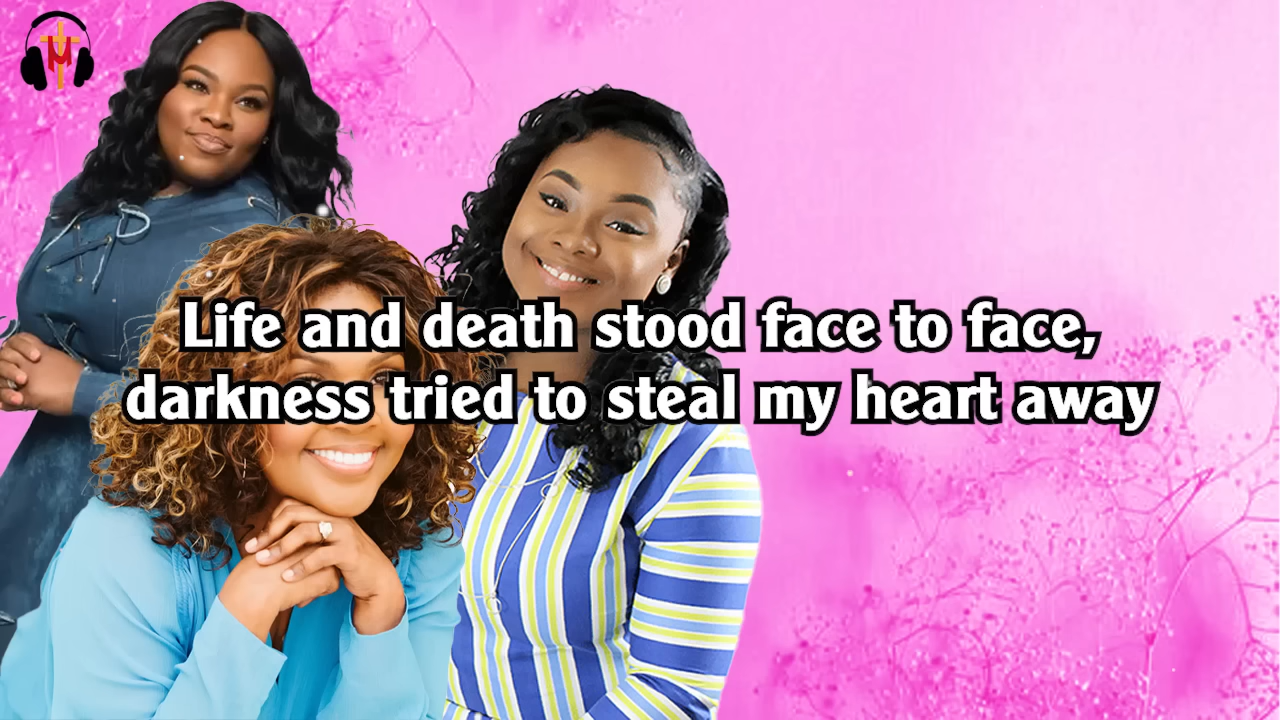 Life and death stood face to face,
darkness tried to steal my heart away